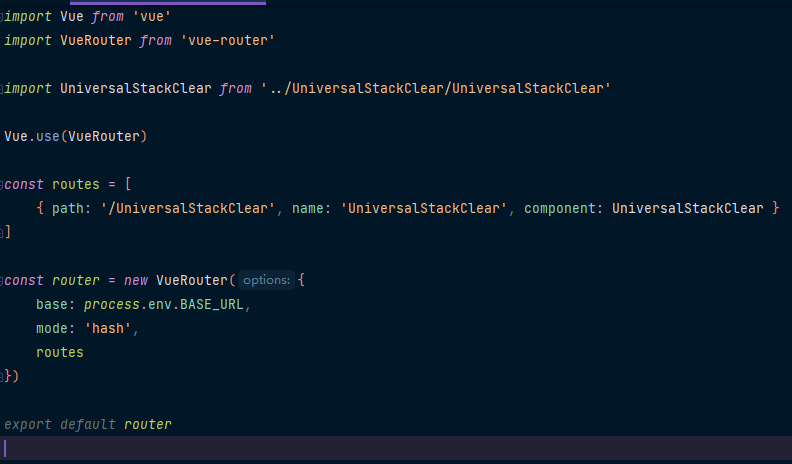 import Vue from 'vue'
import VueRouter from 'vue-router'
import UniversalStackClear from '../UniversalStackClear/UniversalStackClear'
Vue.use(VueRouter)
const routes = [
{ path: '/UniversalStackClear', name: 'UniversalStackClear', component: UniversalStackClear }
]
const router = new VueRouter( options: {
base: process.env.BASE_URL,
mode: 'hash',
routes
})
export default router